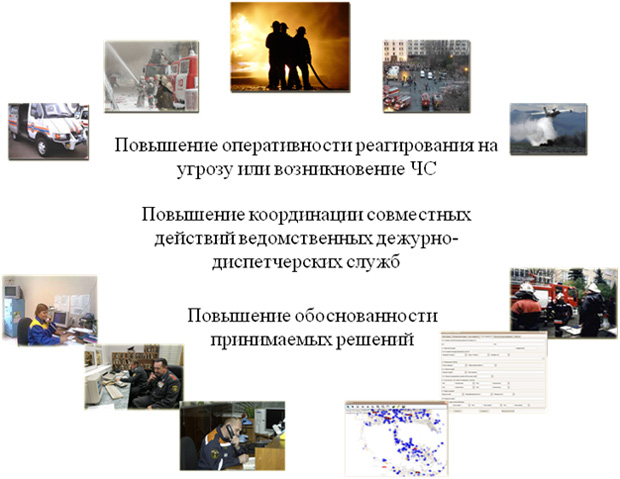 Повышение оперативности реагирования на
угрозу или возникновение ЧС
Повышение координации совместных
действий ведомственных дежурно-
диспетчерских служб
Повышение обоснованности
принимаемых решений